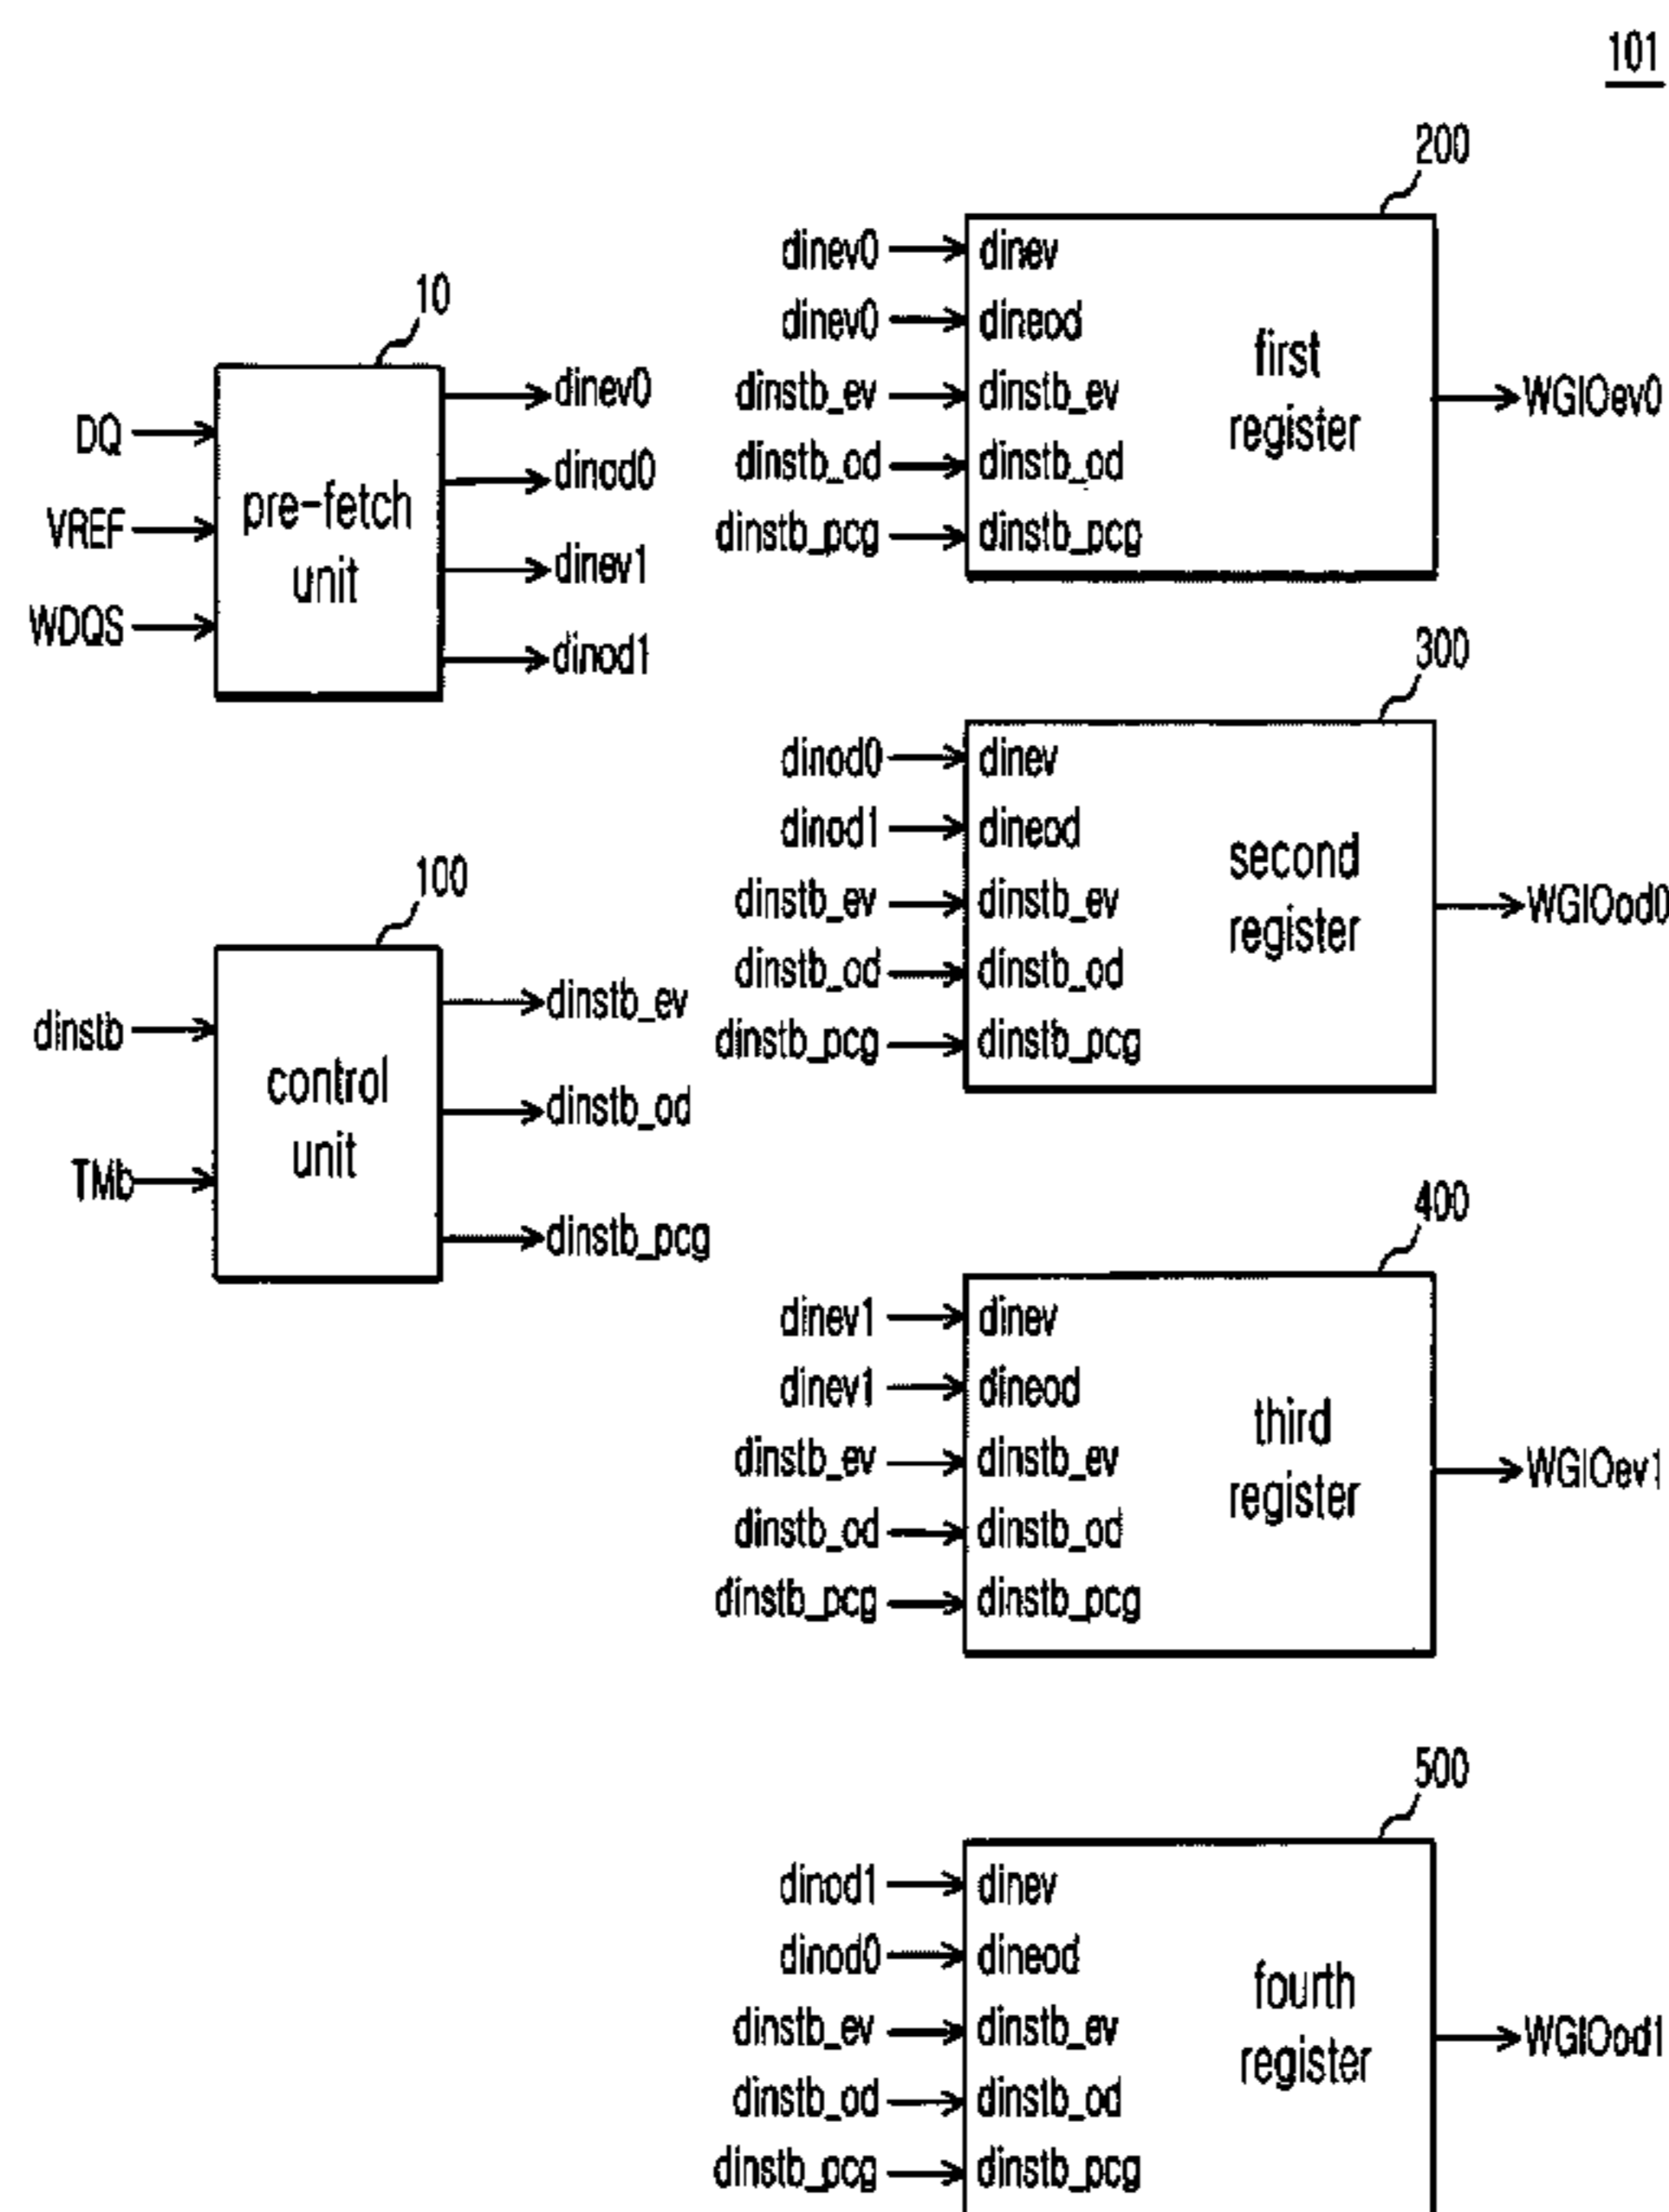 101
10
DQ
VREF
WDQS
pre-fetch
unit
dinev0
dinod0
dinev1
dinod1
100
dinstb
TMb
control
unit
dinstb_ev
dinstb_od
dinstb_pcg
200
dinev0 dinev
dinev0 dineod
dinstb_ev dinstb_ev
dinstb_od dinstb_od
dinstb_pcg dinstb_pcg
first
register
WGIOev0
300
dinod0 dinev
dinod1 dineod
dinstb_ev dinstb_ev
dinstb_od dinstb_od
dinstb_pcg dinstb_pcg
second
register
WGIOod0
400
dinev1 dinev
dinev1 dineod
dinstb_ev dinstb_ev
dinstb_od dinstb_od
dinstb_pcg dinstb_pcg
third
register
WGIOev1
500
dinod1 dinev
dinod0 dineod
dinstb_ev dinstb_ev
dinstb_od dinstb_od
dinstb_pcg dinstb_pcg
fourth
register
WGIOod1